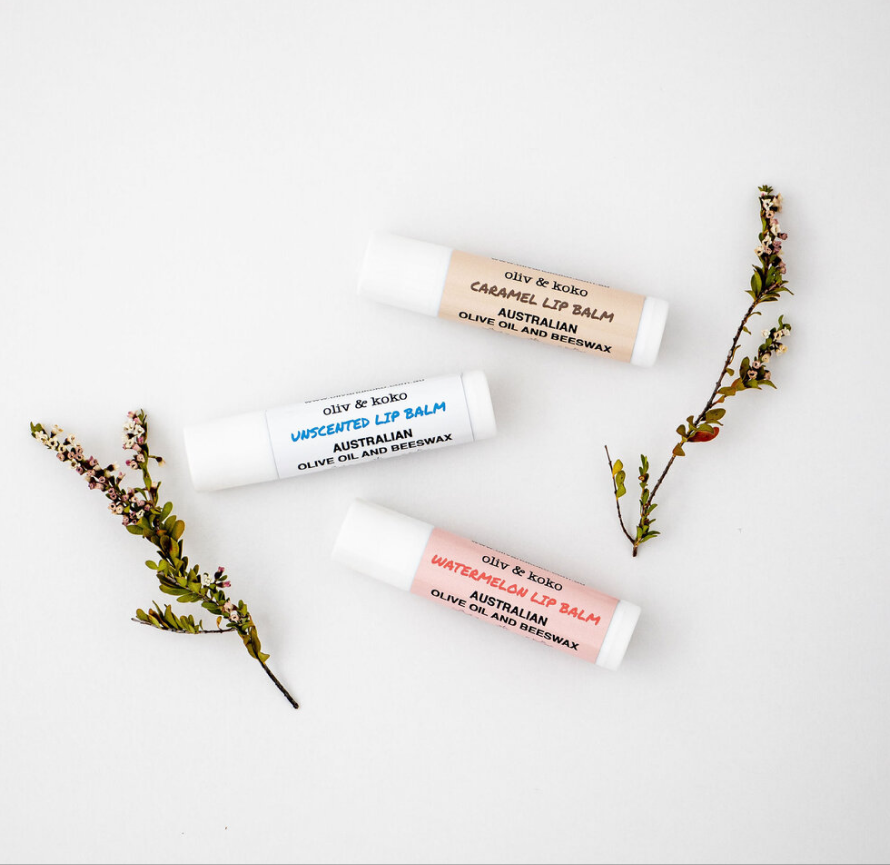 oliv & koko
CARAMEL LIP BALM
AUSTRALIAN
OLIVE OIL AND BEESWAX
oliv & koko
UNSCENTED LIP BALM
AUSTRALIAN
OLIVE OIL AND BEESWAX
oliv & koko
WATERMELON LIP BALM
AUSTRALIAN
OLIVE OIL AND BEESWAX